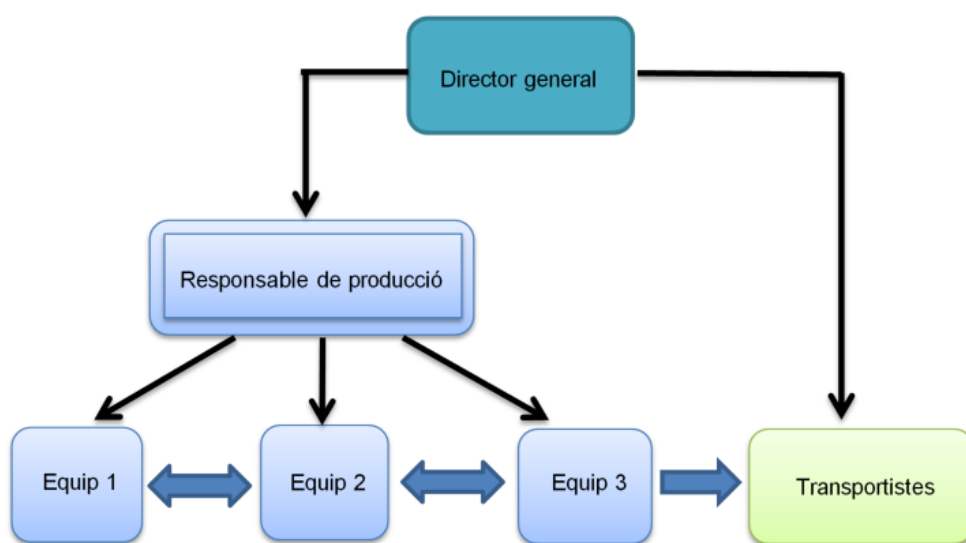 Director general
Responsable de producció
Equip 1
Equip 2
Equip 3
Transportistes